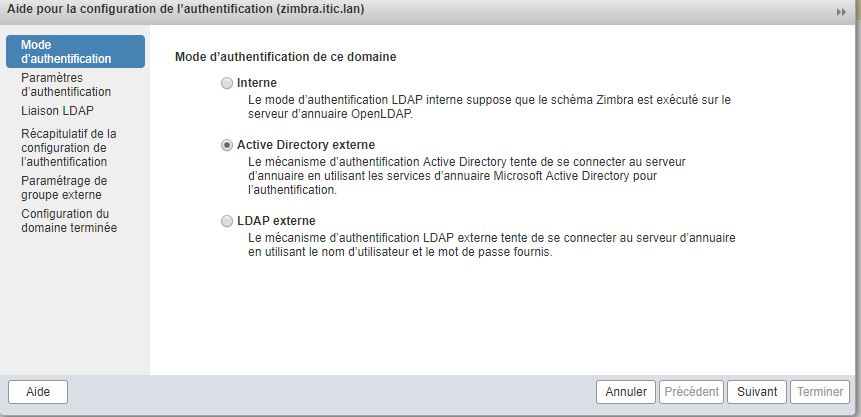 Aide pour la configuration de l'authentification (zimbra.itic.lan)
Mode
d'authentification
Paramètres
d'authentification
Liaison LDAP
Récapitulatif de la
configuration de
l'authentification
Paramétrage de
groupe externe
Configuration du
domaine terminée
Mode d'authentification de ce domaine
Interne
Le mode d'authentification LDAP interne suppose que le schéma Zimbra est exécuté sur le
serveur d'annuaire OpenLDAP.
Active Directory externe
Le mécanisme d'authentification Active Directory tente de se connecter au serveur
d'annuaire en utilisant les services d'annuaire Microsoft Active Directory pour
l'authentification.
LDAP externe
Le mécanisme d'authentification LDAP externe tente de se connecter au serveur d'annuaire
en utilisant le nom d'utilisateur et le mot de passe fournis.
Aide
Annuler
Précédent
Suivant
Terminer